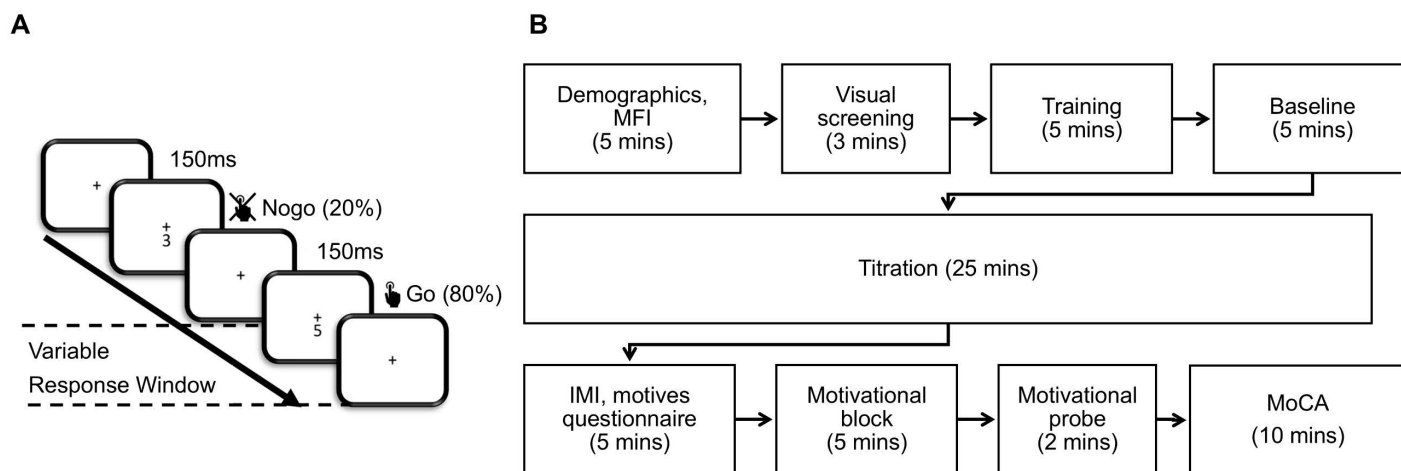 A
B
+
150ms
+
3
Nogo (20%)
+
150ms
+
5
Go (80%)
+
Variable
Response Window
Demographics,
MFI
(5 mins)
Visual
screening
(3 mins)
Training
(5 mins)
Baseline
(5 mins)
Titration (25 mins)
IMI, motives
questionnaire
(5 mins)
Motivational
block
(5 mins)
Motivational
probe
(2 mins)
MoCA
(10 mins)